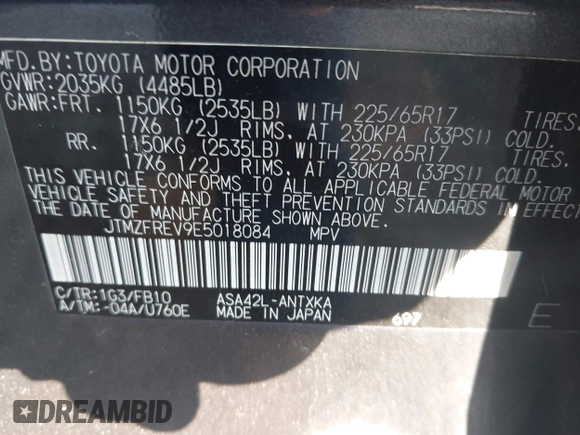 MFD.BY:TOYOTA MOTOR CORPORATION
GVWR:2035KG (4485LB)
GAWR:FRT. 1150KG (2535LB) WITH 225/65R17 TIRES,
17X6 1/2J RIMS, AT 230KPA (33PSI) COLD.
RR. 1150KG (2535LB) WITH 225/65R17 TIRES,
17X6 1/2J RIMS, AT 230KPA (33PSI) COLD.
THIS VEHICLE CONFORMS TO ALL APPLICABLE FEDERAL MOTOR
VEHICLE SAFETY AND THEFT PREVENTION STANDARDS IN EFFECT
THE DATE OF MANUFACTURE SHOWN ABOVE.
JTMZFREV9E5018084 MPV
C/TR:1G3/FB10 ASA42L-ANTXKA
A/TM:-04A/U760E MADE IN JAPAN 697 E
DREAMBID